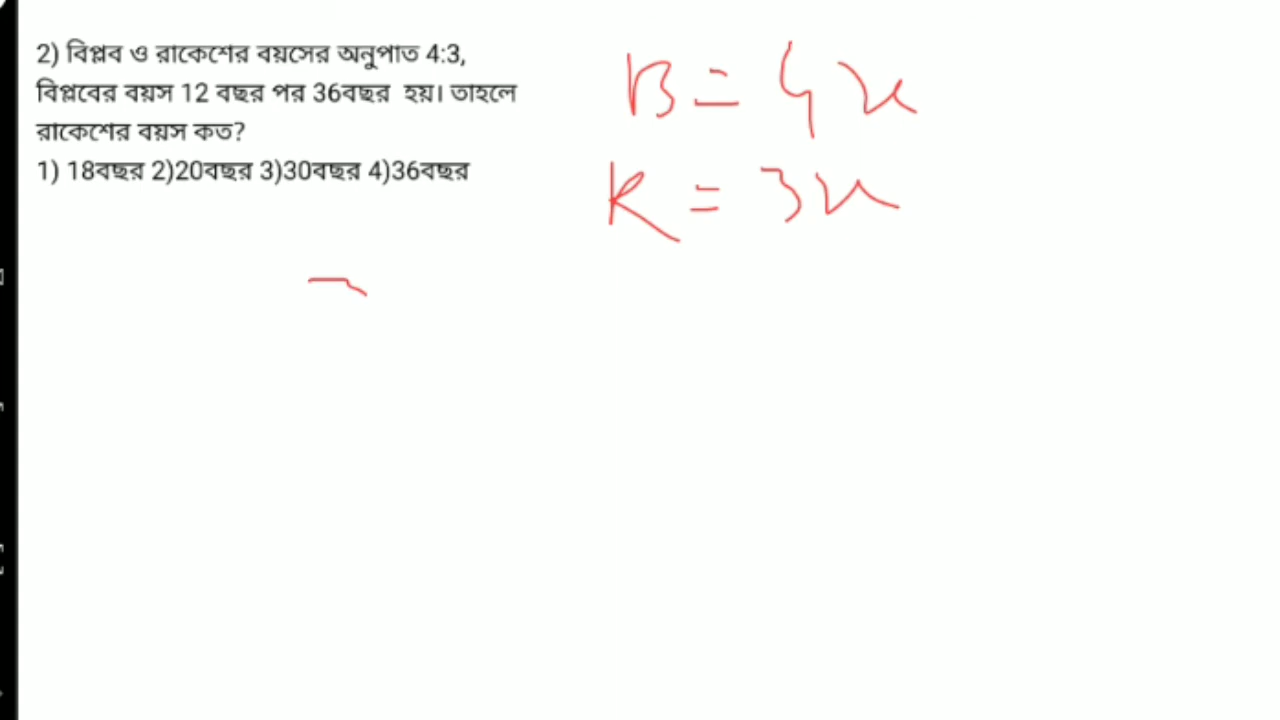 2) বিপ্লব ও রাকেশের বয়সের অনুপাত 4:3,
বিপ্লবের বয়স 12 বছর পর 36বছর হয়। তাহলে
রাকেশের বয়স কত?
1) 18বছর 2)20বছর 3)30বছর 4)36বছর
B = 4x
R = 3x